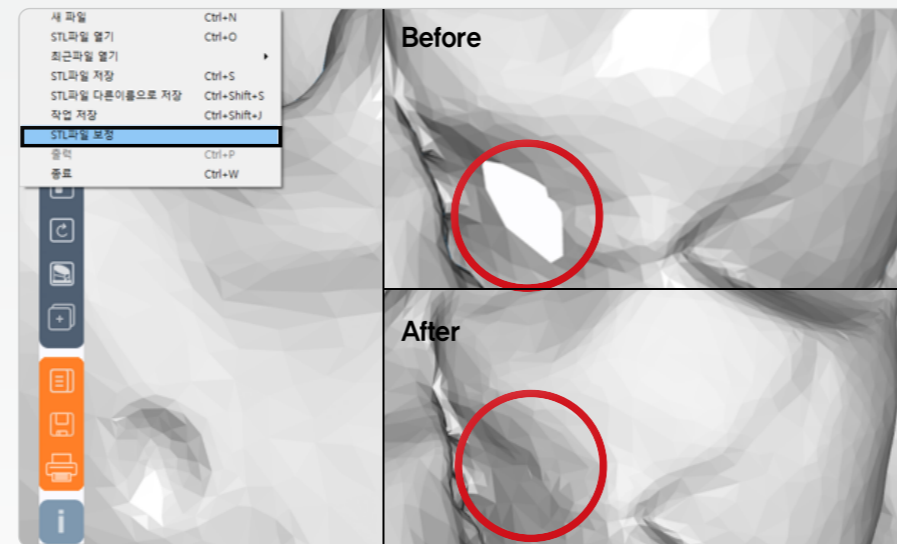 새 파일 Ctrl+N
STL파일 열기 Ctrl+O
최근파일 열기
STL파일 저장 Ctrl+S
STL파일 다른이름으로 저장 Ctrl+Shift+S
작업 저장 Ctrl+Shift+J
STL파일 보정
출력 Ctrl+P
종료 Ctrl+W
i
Before
After